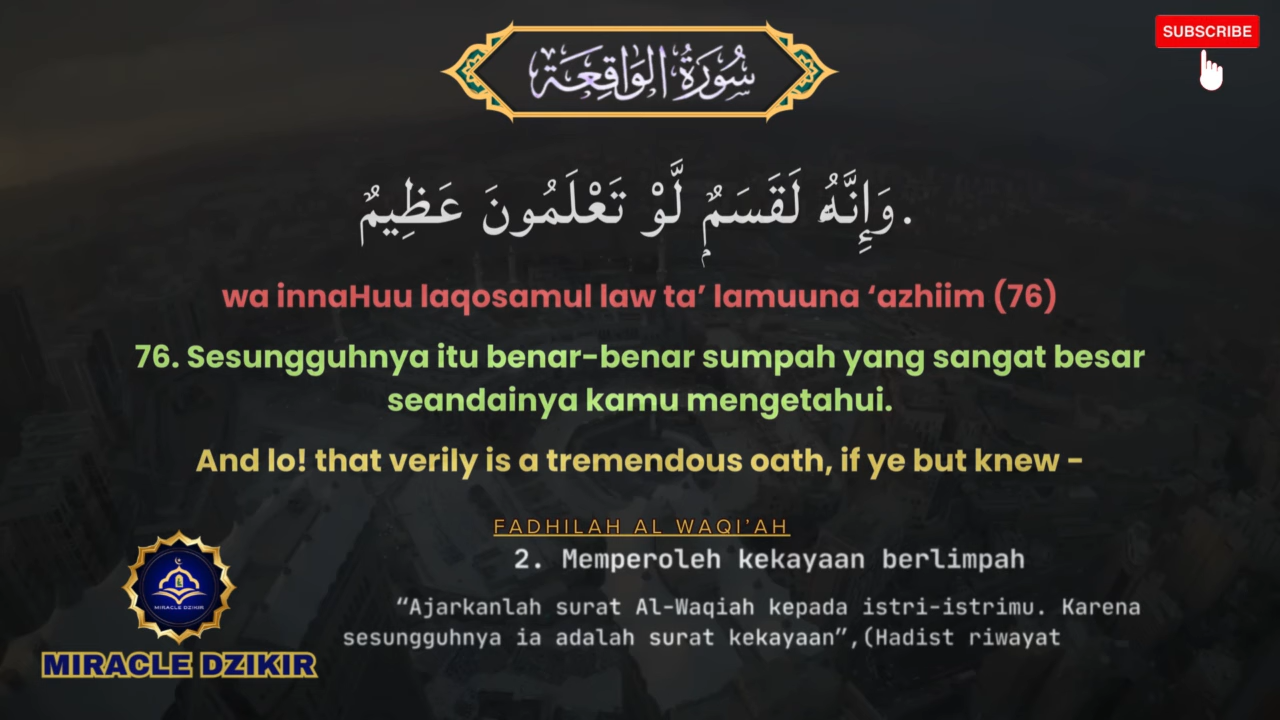 SUBSCRIBE
سُورَةُ الوَاقِعَة
وَإِنَّهُ لَقَسَمٌ لَّوْ تَعْلَمُونَ عَظِيمٌ.
wa innaHuu laqosamul law ta’ lamuuna ‘azhiim (76)
76. Sesungguhnya itu benar-benar sumpah yang sangat besar
seandainya kamu mengetahui.
And lo! that verily is a tremendous oath, if ye but knew -
FADHILAH AL WAQI’AH
2. Memperoleh kekayaan berlimpah
“Ajarkanlah surat Al-Waqiah kepada istri-istrimu. Karena
sesungguhnya ia adalah surat kekayaan”,(Hadist riwayat
MIRACLE DZIKIR
MIRACLE DZIKIR